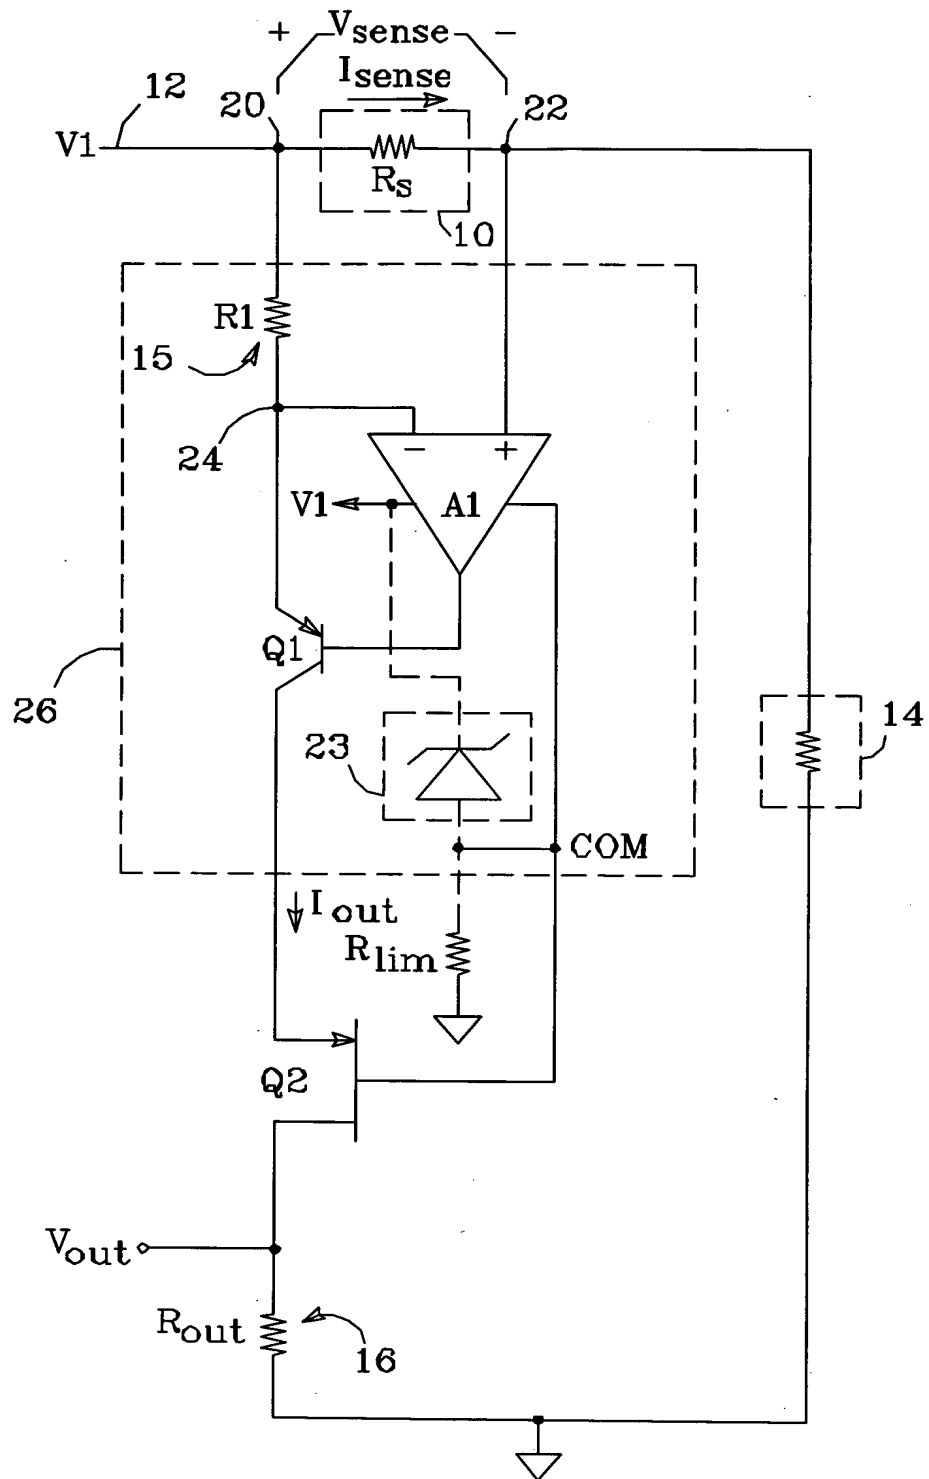 + Vsense −
Isense
12
20
22
V1
Rs
10
R1
15
24
− +
V1
A1
Q1
26
23
14
COM
Iout
Rlim
Q2
Vout
Rout
16